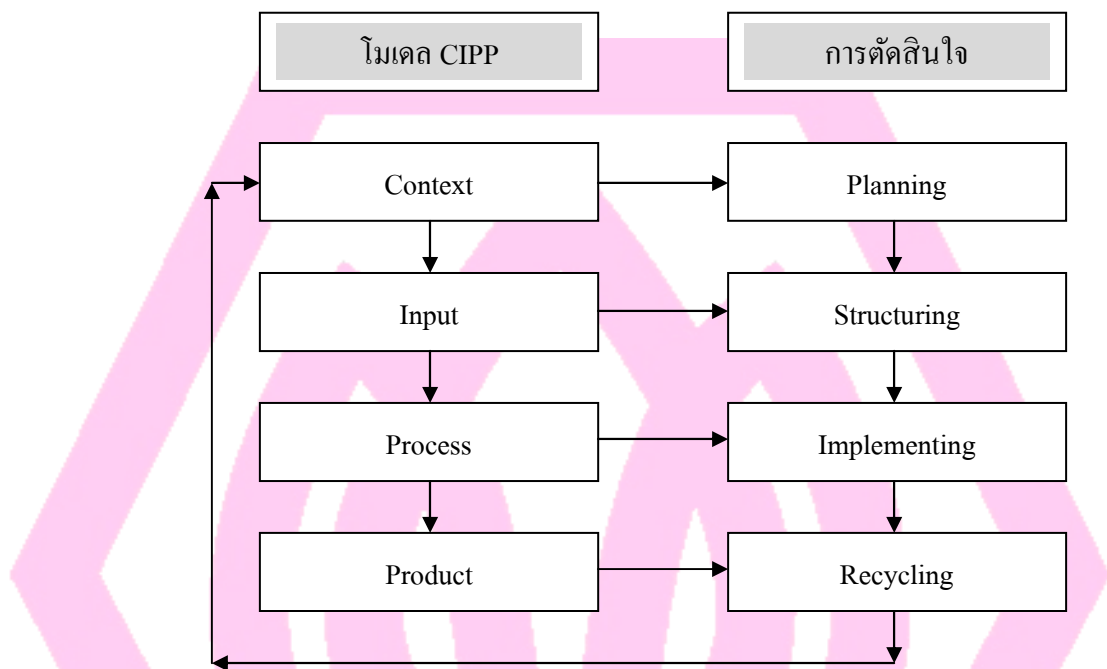 โมเดล CIPP
การตัดสินใจ
Context
Planning
Input
Structuring
Process
Implementing
Product
Recycling